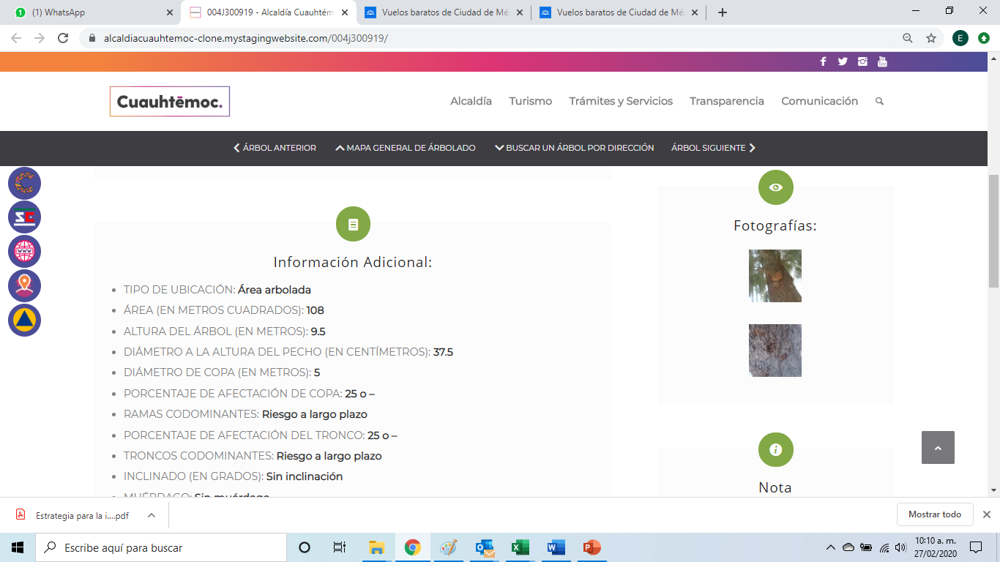 (1) WhatsApp
004J300919 - Alcaldía Cuauhtém
Vuelos baratos de Ciudad de Mé
Vuelos baratos de Ciudad de Mé
alcaldiacuauhtemoc-clone.mystagingwebsite.com/004j300919/
E
Cuauhtēmoc.
Alcaldía Turismo Trámites y Servicios Transparencia Comunicación
ÁRBOL ANTERIOR MAPA GENERAL DE ÁRBOLADO BUSCAR UN ÁRBOL POR DIRECCIÓN ÁRBOL SIGUIENTE
WWW
Información Adicional:
• TIPO DE UBICACIÓN: Área arbolada
• ÁREA (EN METROS CUADRADOS): 108
• ALTURA DEL ÁRBOL (EN METROS): 9.5
• DIÁMETRO A LA ALTURA DEL PECHO (EN CENTÍMETROS): 37.5
• DIÁMETRO DE COPA (EN METROS): 5
• PORCENTAJE DE AFECTACIÓN DE COPA: 25 o –
• RAMAS CODOMINANTES: Riesgo a largo plazo
• PORCENTAJE DE AFECTACIÓN DEL TRONCO: 25 o –
• TRONCOS CODOMINANTES: Riesgo a largo plazo
• INCLINADO (EN GRADOS): Sin inclinación
• MUÉRDAGO: Sin muérdago
Fotografías:
Nota
Estrategia para la i....pdf
Mostrar todo
Escribe aquí para buscar
10:10 a. m.
27/02/2020